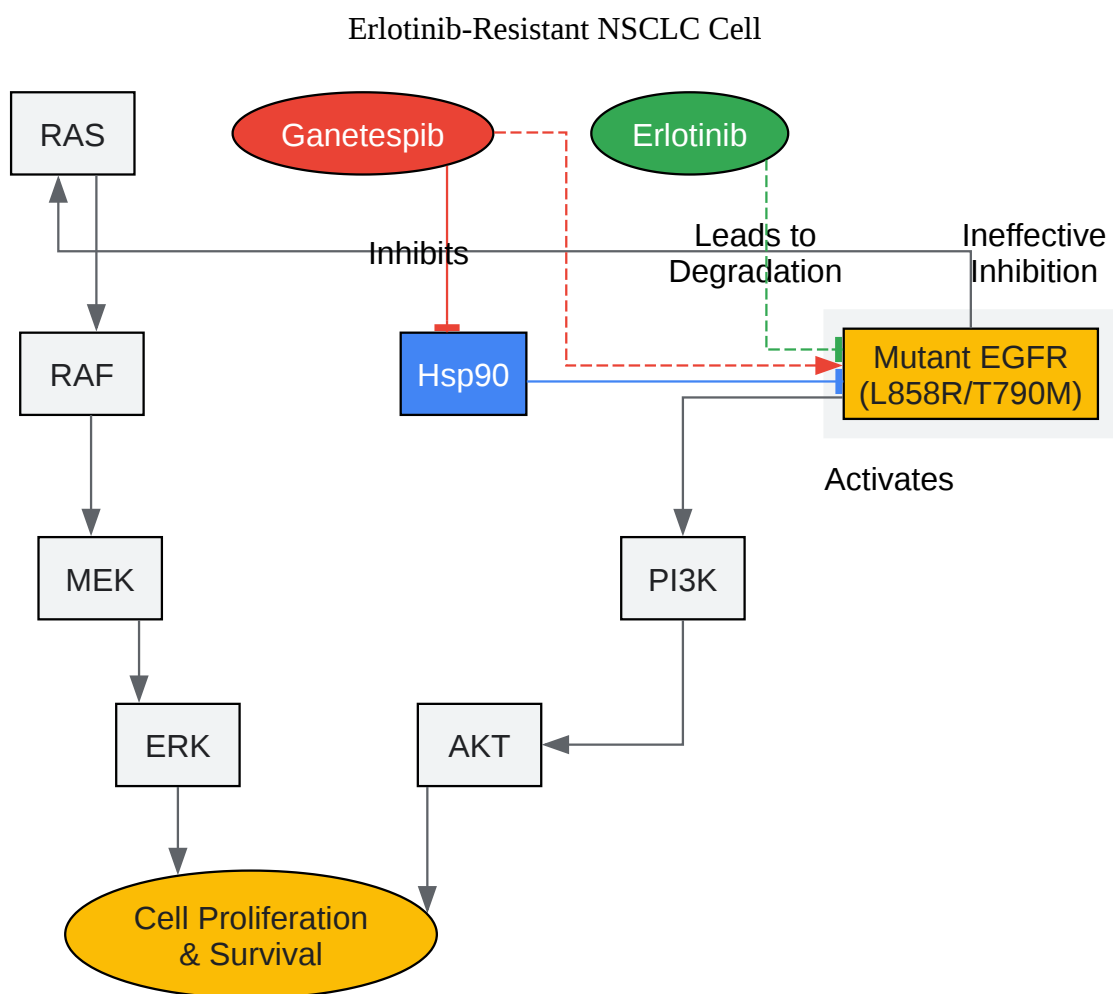 Erlotinib-Resistant NSCLC Cell
RAS
Ganetespib
Erlotinib
Inhibits
Leads to
Degradation
Ineffective
Inhibition
RAF
Hsp90
Mutant EGFR
(L858R/T790M)
Activates
MEK
PI3K
ERK
AKT
Cell Proliferation
& Survival